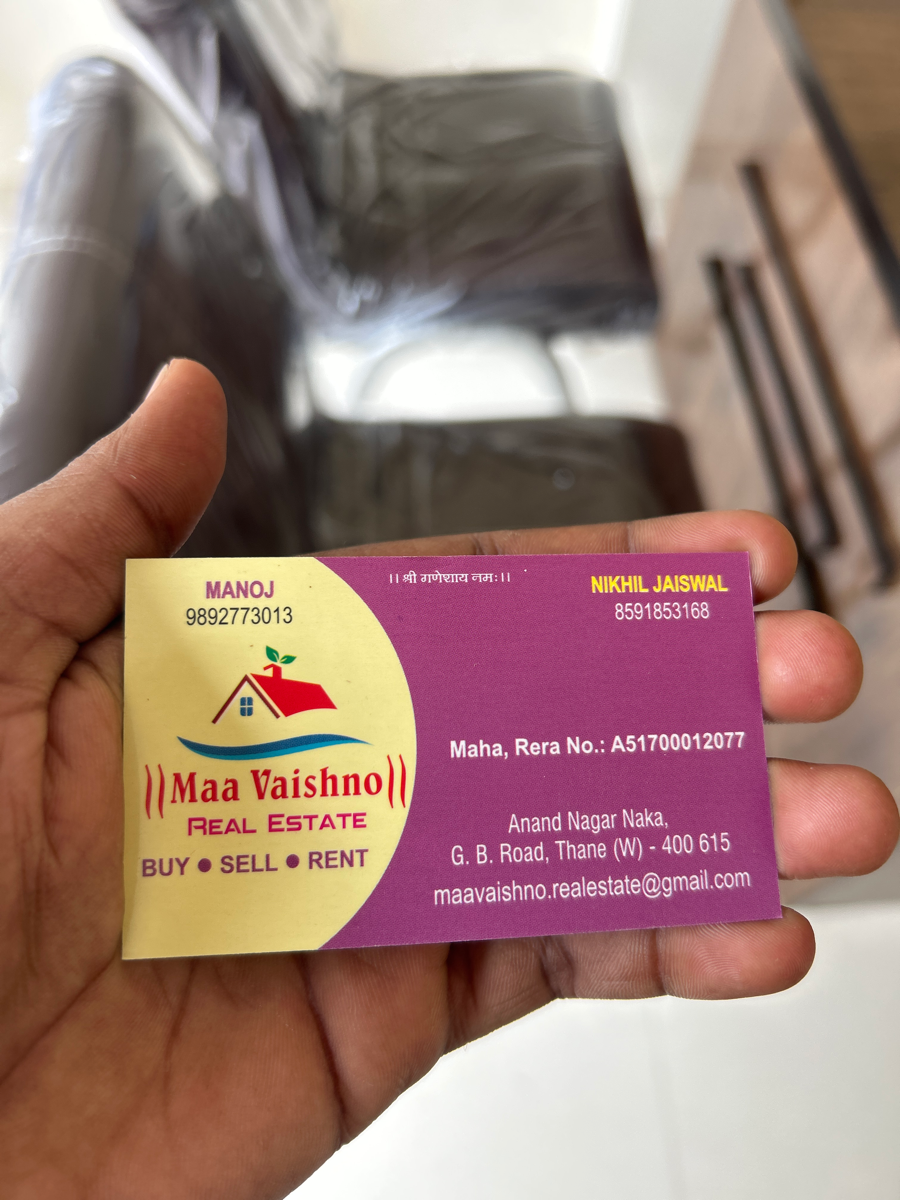 MANOJ
9892773013
))Maa Vaishno))
REAL ESTATE
BUY ● SELL ● RENT
।। श्री गणेशाय नमः ।।
NIKHIL JAISWAL
8591853168
Maha, Rera No.: A51700012077
Anand Nagar Naka,
G. B. Road, Thane (W) - 400 615
maavaishno.realestate@gmail.com